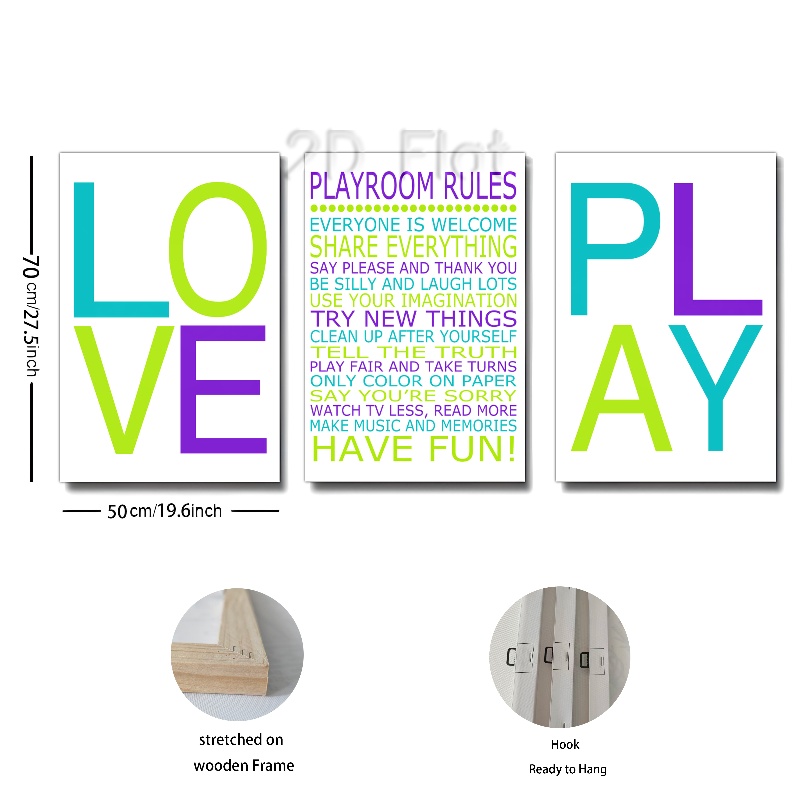 2D Flat
LO
VE
PLAYROOM RULES
EVERYONE IS WELCOME
SHARE EVERYTHING
SAY PLEASE AND THANK YOU
BE SILLY AND LAUGH LOTS
USE YOUR IMAGINATION
TRY NEW THINGS
CLEAN UP AFTER YOURSELF
TELL THE TRUTH
PLAY FAIR AND TAKE TURNS
ONLY COLOR ON PAPER
SAY YOU'RE SORRY
WATCH TV LESS, READ MORE
MAKE MUSIC AND MEMORIES
HAVE FUN!
PL
AY
70 cm/27.5inch
50 cm/19.6inch
stretched on
wooden Frame
Hook
Ready to Hang